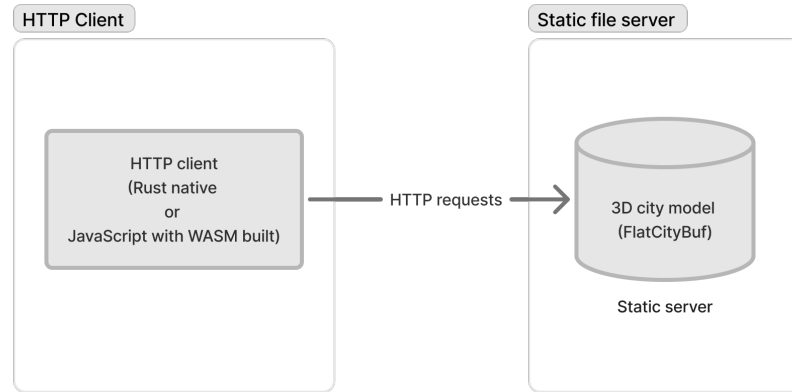 HTTP Client
Static file server
HTTP client
(Rust native
or
JavaScript with WASM built)
HTTP requests
3D city model
(FlatCityBuf)
Static server